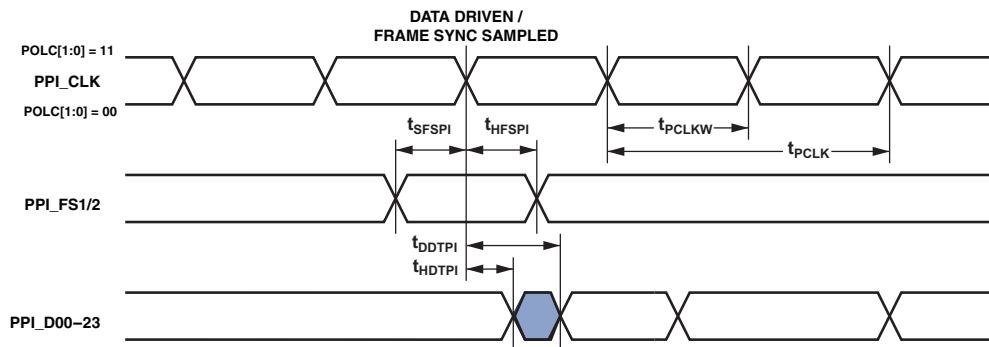 DATA DRIVEN /
FRAME SYNC SAMPLED
POLC[1:0] = 11
PPI_CLK
POLC[1:0] = 00
tSFSPI
tHFSPI
tPCLKW
tPCLK
PPI_FS1/2
tDDTPI
tHDTPI
PPI_D00–23